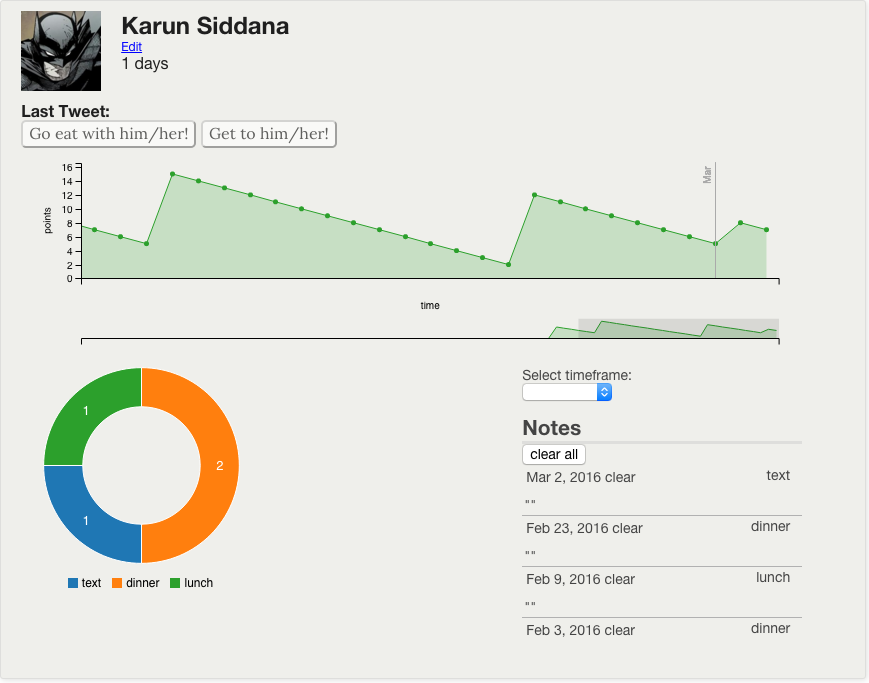 Karun Siddana
Edit
1 days
Last Tweet:
Go eat with him/her! Get to him/her!
16
14
12
10
8
6
4
2
0
points
Mar
time
1
2
1
text dinner lunch
Select timeframe:
Notes
clear all
Mar 2, 2016 clear text
""
Feb 23, 2016 clear dinner
""
Feb 9, 2016 clear lunch
""
Feb 3, 2016 clear dinner